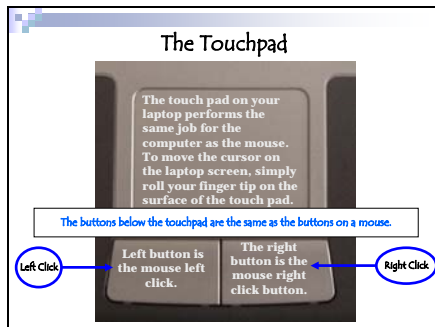 The Touchpad
The touch pad on your
laptop performs the
same job for the
computer as the mouse.
To move the cursor on
the laptop screen, simply
roll your finger tip on the
surface of the touch pad.
The buttons below the touchpad are the same as the buttons on a mouse.
Left Click
Left button is
the mouse left
click.
The right
button is the
mouse right
click button.
Right Click